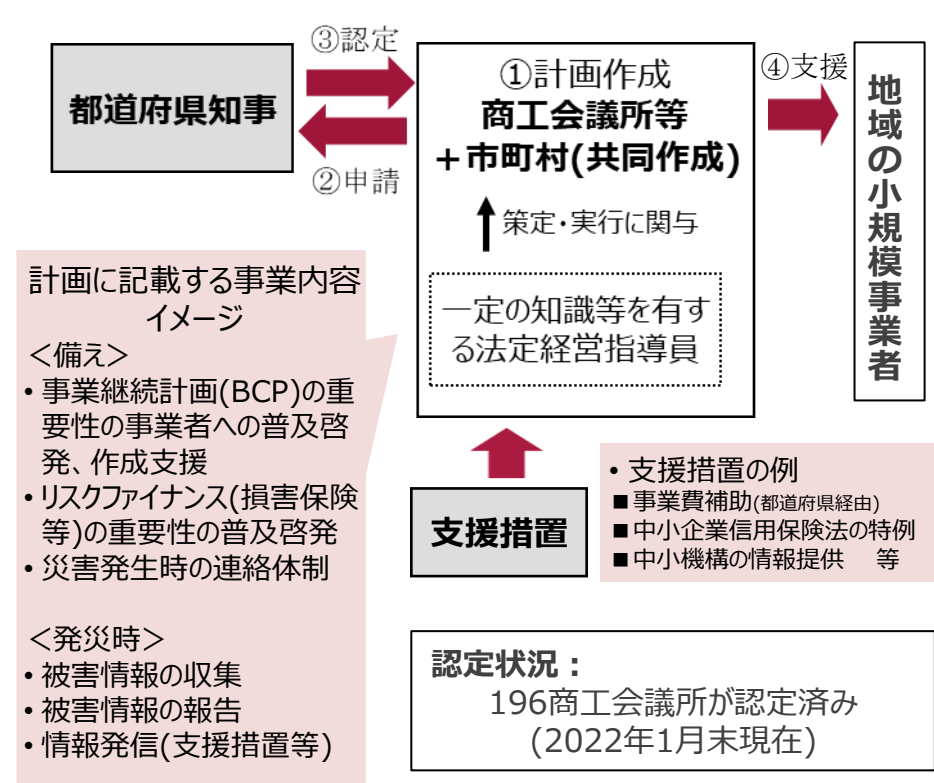 ③認定
都道府県知事
②申請
①計画作成
商工会議所等
+市町村(共同作成)
策定・実行に関与
一定の知識等を有す
る法定経営指導員
④支援
地域の小規模事業者
計画に記載する事業内容
イメージ
<備え>
• 事業継続計画(BCP)の重
要性の事業者への普及啓
発、作成支援
• リスクファイナンス(損害保険
等)の重要性の普及啓発
• 災害発生時の連絡体制
<発災時>
• 被害情報の収集
• 被害情報の報告
• 情報発信(支援措置等)
支援措置
• 支援措置の例
■事業費補助(都道府県経由)
■中小企業信用保険法の特例
■中小機構の情報提供 等
認定状況：
196商工会議所が認定済み
(2022年1月末現在)